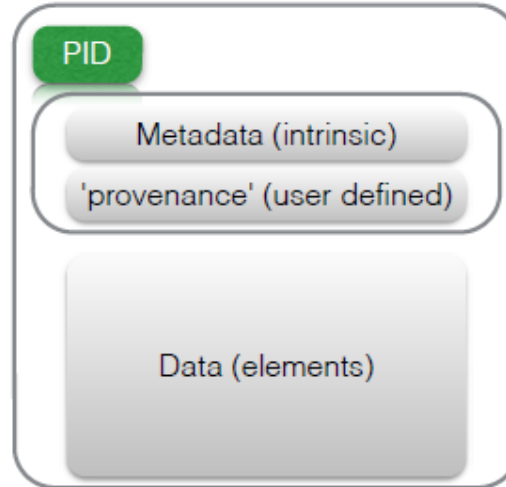 PID
Metadata (intrinsic)
'provenance' (user defined)
Data (elements)